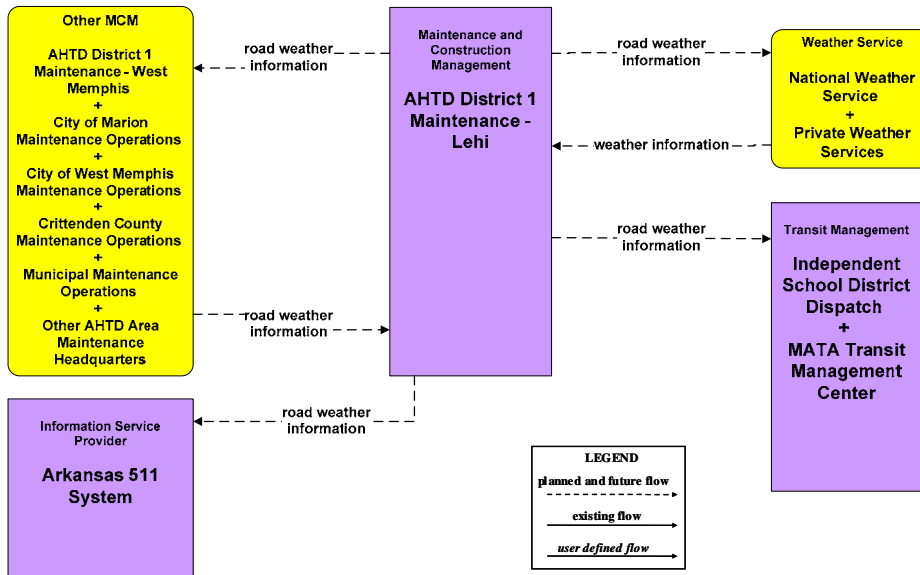 Other MCM
AHTD District 1
Maintenance - West
Memphis
+
City of Marion
Maintenance Operations
+
City of West Memphis
Maintenance Operations
+
Crittenden County
Maintenance Operations
+
Municipal Maintenance
Operations
+
Other AHTD Area
Maintenance
Headquarters
road weather
information
road weather
information
Maintenance and
Construction
Management
AHTD District 1
Maintenance -
Lehi
road weather
information
weather information
road weather
information
Weather Service
National Weather
Service
+
Private Weather
Services
Transit Management
Independent
School District
Dispatch
+
MATA Transit
Management
Center
Information Service
Provider
Arkansas 511
System
road weather
information
LEGEND
planned and future flow
existing flow
user defined flow